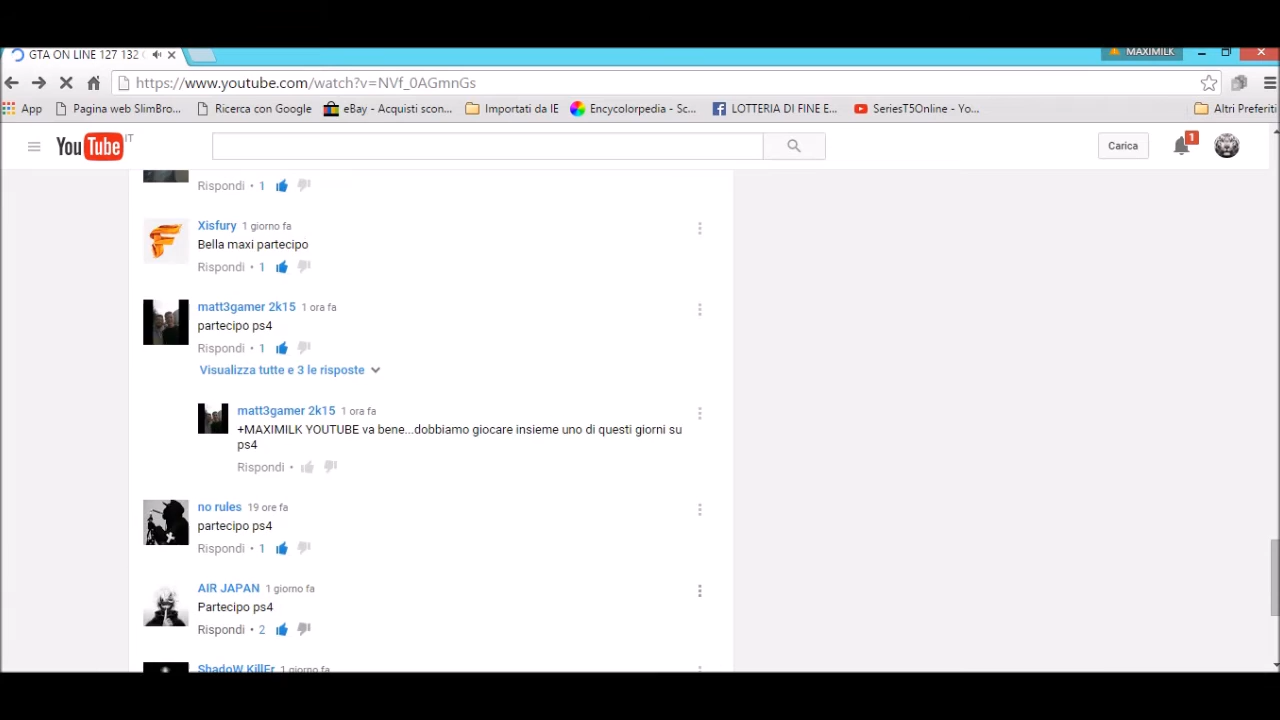 GTA ON LINE 127 132
MAXIMILK
https://www.youtube.com/watch?v=NVf_0AGmnGs
App
Pagina web SlimBro...
Ricerca con Google
eBay - Acquisti scon...
Importati da IE
Encycolorpedia - Sc...
LOTTERIA DI FINE E...
SeriesT5Online - Yo...
Altri Preferiti
YouTube IT
Carica
1
Rispondi • 1
Xisfury 1 giorno fa
Bella maxi partecipo
Rispondi • 1
matt3gamer 2k15 1 ora fa
partecipo ps4
Rispondi • 1
Visualizza tutte e 3 le risposte
matt3gamer 2k15 1 ora fa
+MAXIMILK YOUTUBE va bene...dobbiamo giocare insieme uno di questi giorni su
ps4
Rispondi •
no rules 19 ore fa
partecipo ps4
Rispondi • 1
AIR JAPAN 1 giorno fa
Partecipo ps4
Rispondi • 2
ShadoW KillEr 1 giorno fa